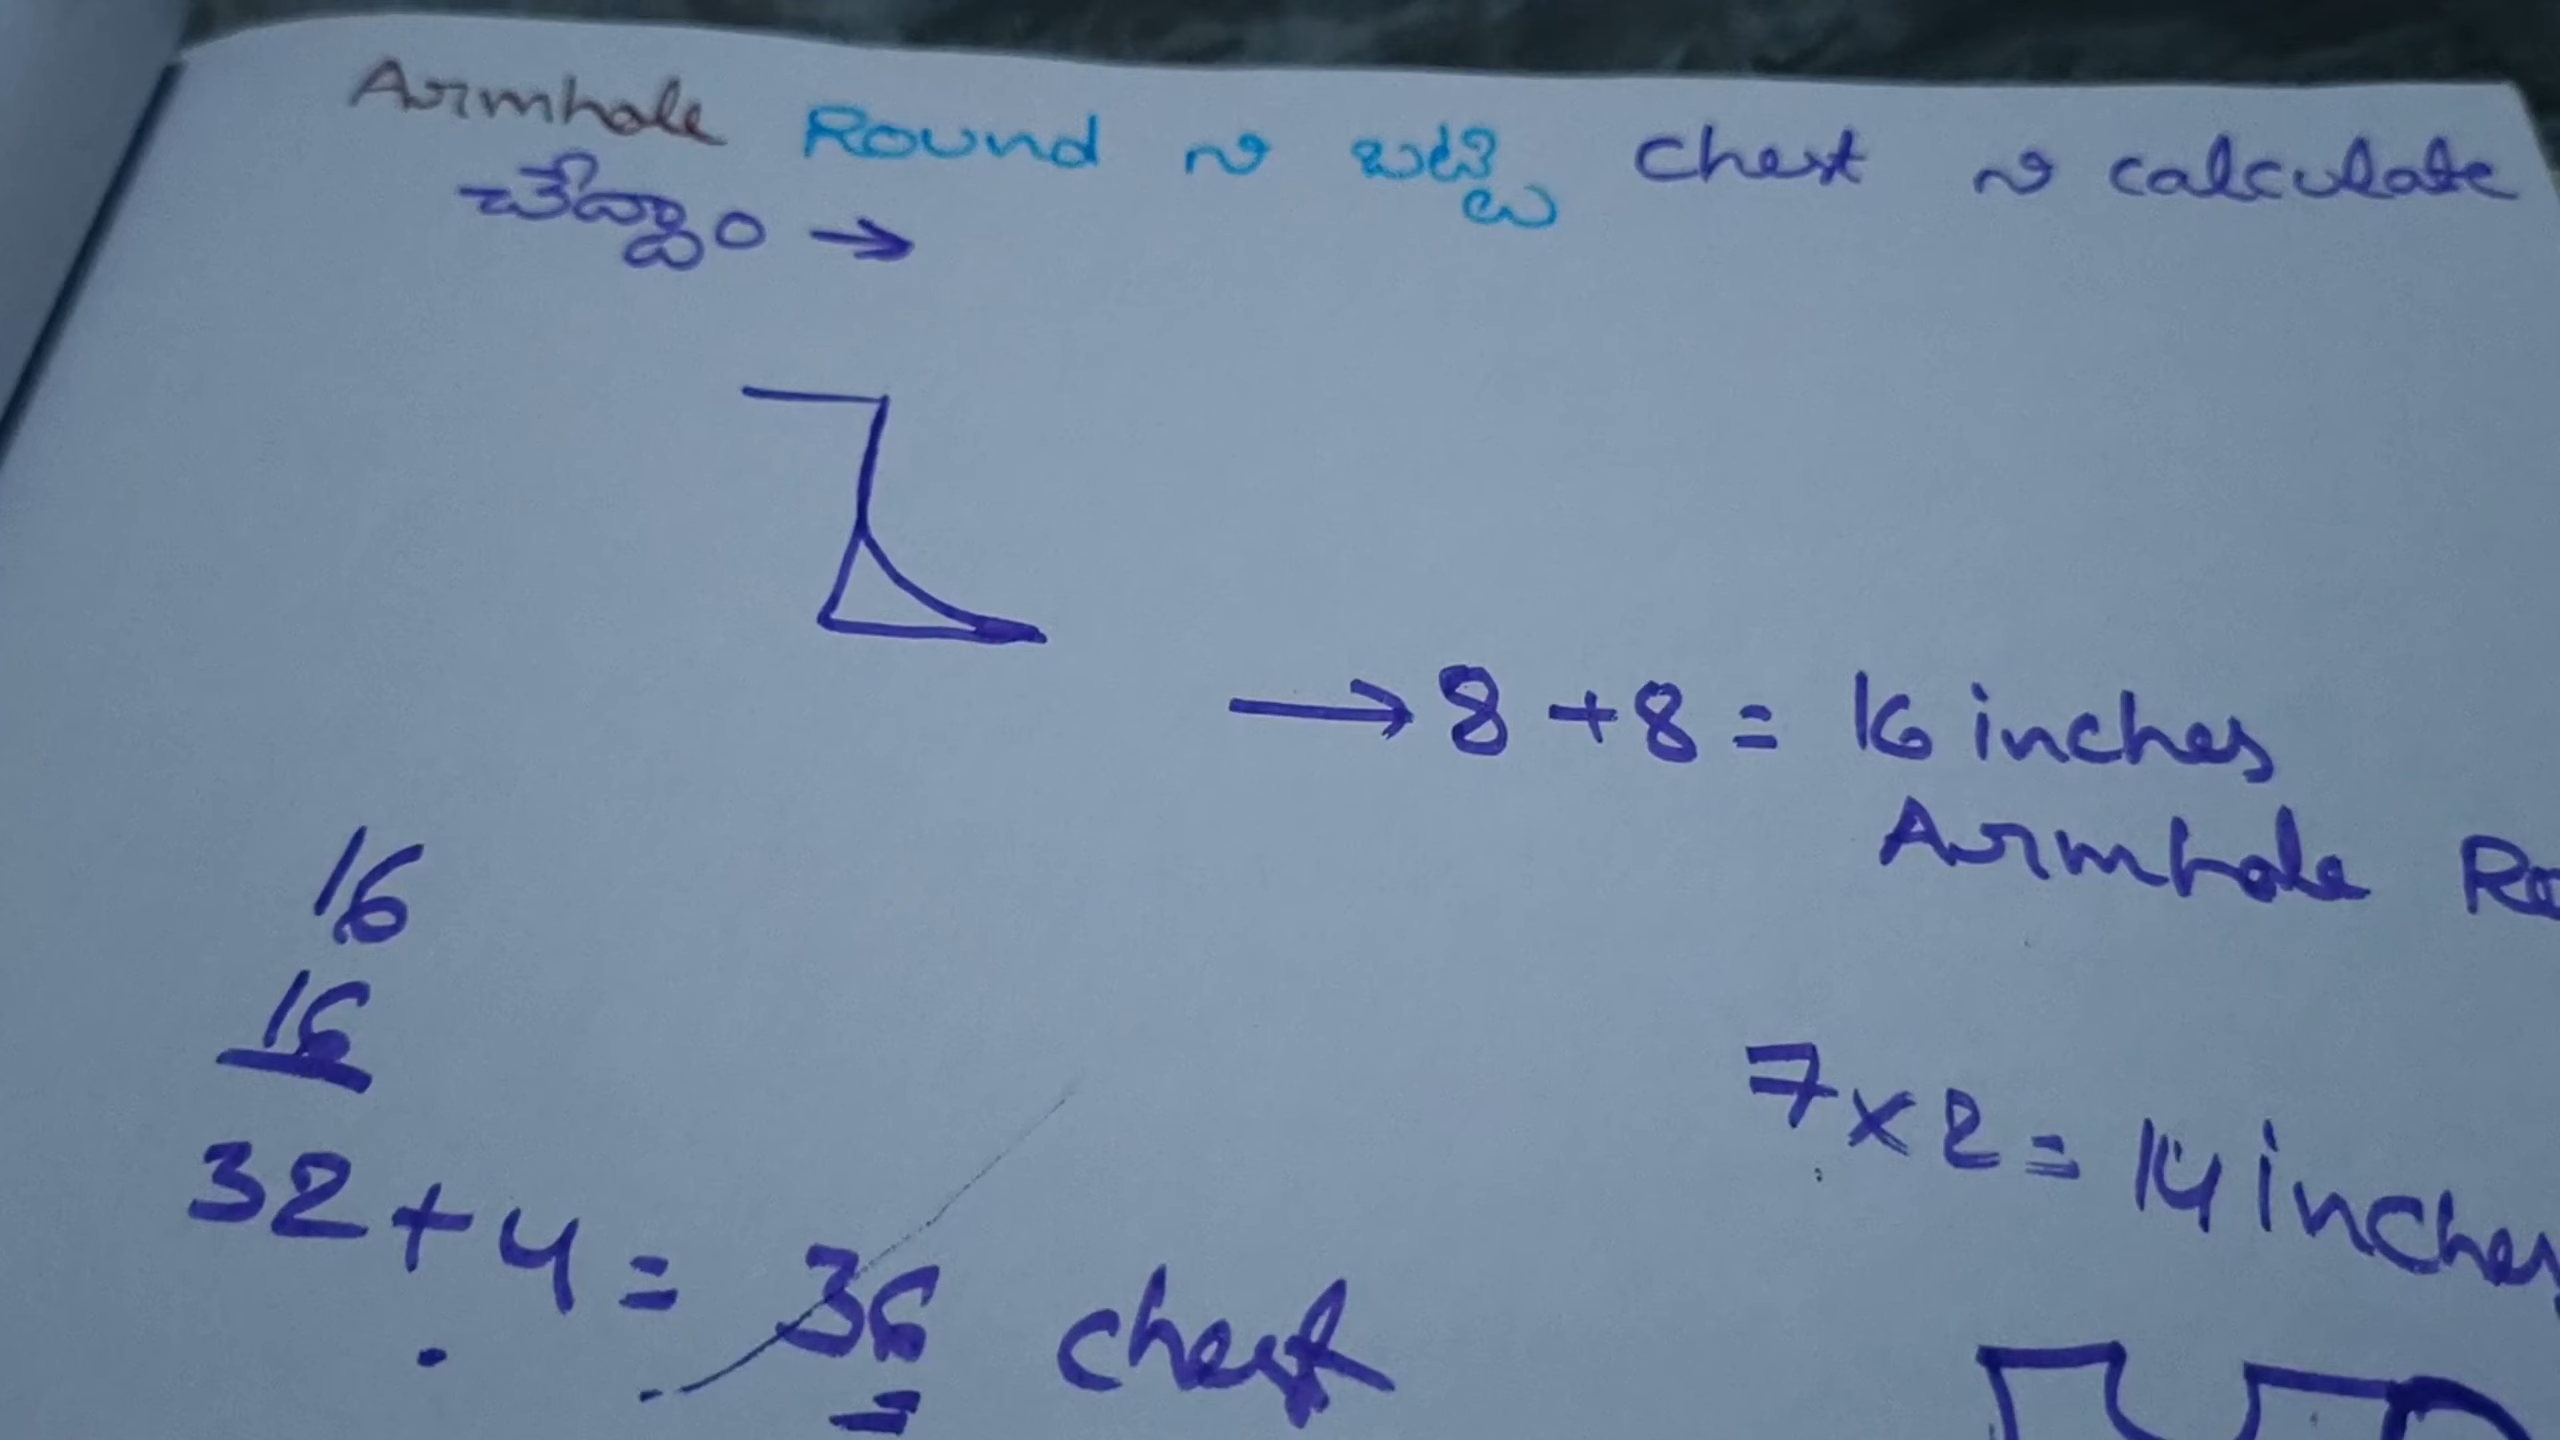 Armhole Round ను బట్టి chest ను calculate
చేద్దాం →
→ 8 + 8 = 16 inches
Armhole
16
16
7 x 2 = 14 inches
32 + 4 = 36 chest